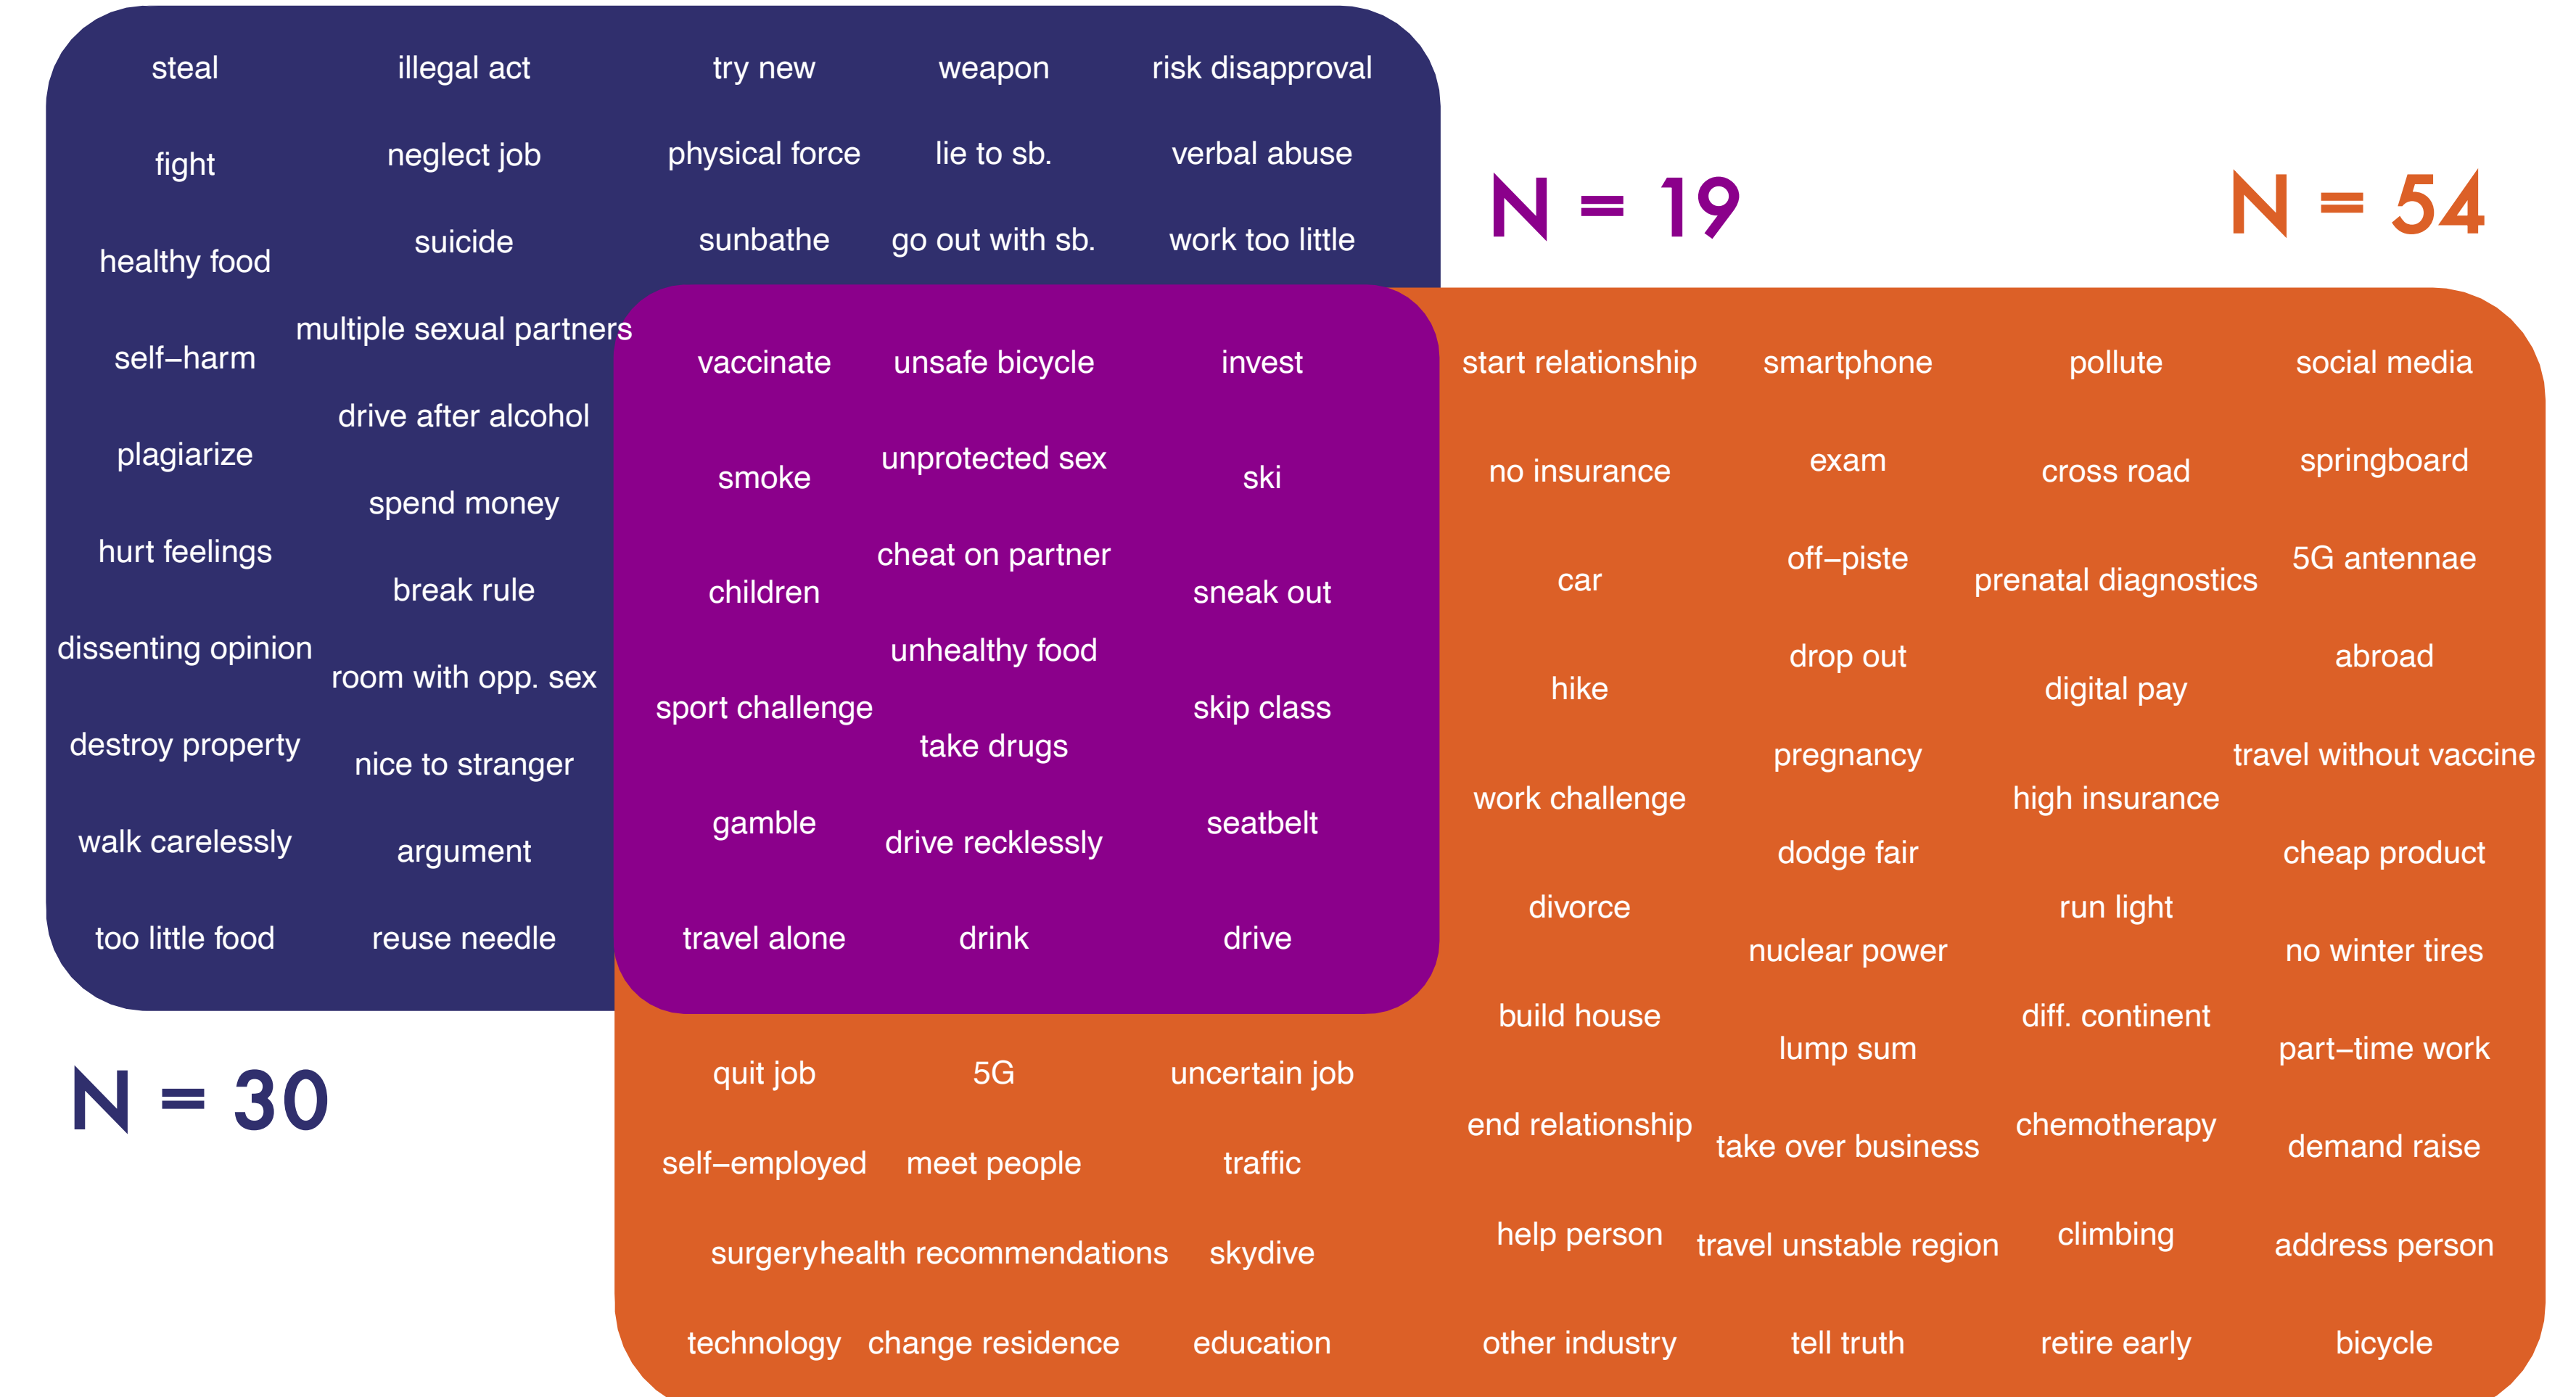 steal
fight
healthy food
self–harm
plagiarize
hurt feelings
dissenting opinion
destroy property
walk carelessly
too little food
illegal act
neglect job
suicide
multiple sexual partners
drive after alcohol
spend money
break rule
room with opp. sex
nice to stranger
argument
reuse needle
try new
physical force
sunbathe
weapon
lie to sb.
go out with sb.
risk disapproval
verbal abuse
work too little
N = 30
N = 19
vaccinate
smoke
children
sport challenge
gamble
travel alone
unsafe bicycle
unprotected sex
cheat on partner
unhealthy food
take drugs
drive recklessly
drink
invest
ski
sneak out
skip class
seatbelt
drive
N = 54
quit job
self–employed
surgery
technology
5G
meet people
health recommendations
change residence
uncertain job
traffic
skydive
education
start relationship
no insurance
car
hike
work challenge
divorce
build house
end relationship
help person
other industry
smartphone
exam
off–piste
drop out
pregnancy
dodge fair
nuclear power
lump sum
take over business
travel unstable region
tell truth
pollute
cross road
prenatal diagnostics
digital pay
high insurance
run light
diff. continent
chemotherapy
climbing
retire early
social media
springboard
5G antennae
abroad
travel without vaccine
cheap product
no winter tires
part–time work
demand raise
address person
bicycle